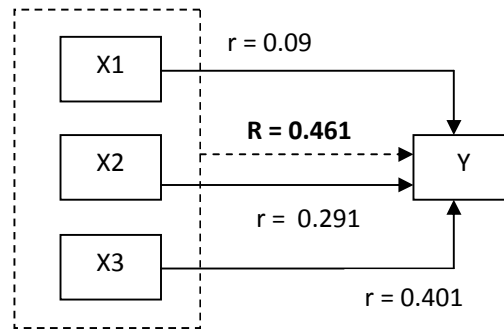 r = 0.09
X1
R = 0.461
X2
Y
r = 0.291
X3
r = 0.401